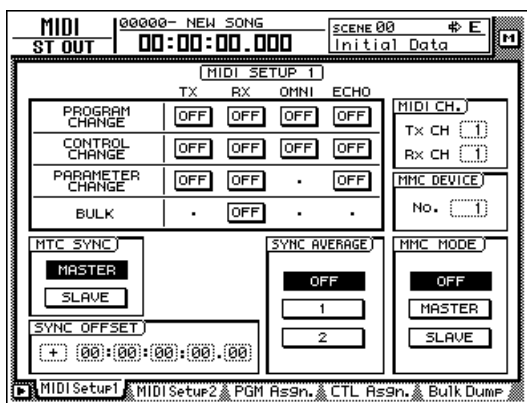 MIDI
ST OUT
00000- NEW SONG
00:00:00.000
SCENE 00 E
Initial Data
M
MIDI SETUP 1
TX RX OMNI ECHO
PROGRAM CHANGE OFF OFF OFF OFF
CONTROL CHANGE OFF OFF OFF OFF
PARAMETER CHANGE OFF OFF · OFF
BULK · OFF · ·
MIDI CH.
Tx CH 1
Rx CH 1
MMC DEVICE
No. 1
MTC SYNC
MASTER
SLAVE
SYNC OFFSET
+ 00:00:00:00.00
SYNC AVERAGE
OFF
1
2
MMC MODE
OFF
MASTER
SLAVE
MIDISetup1 MIDISetup2 PGM Asgn. CTL Asgn. Bulk Dump